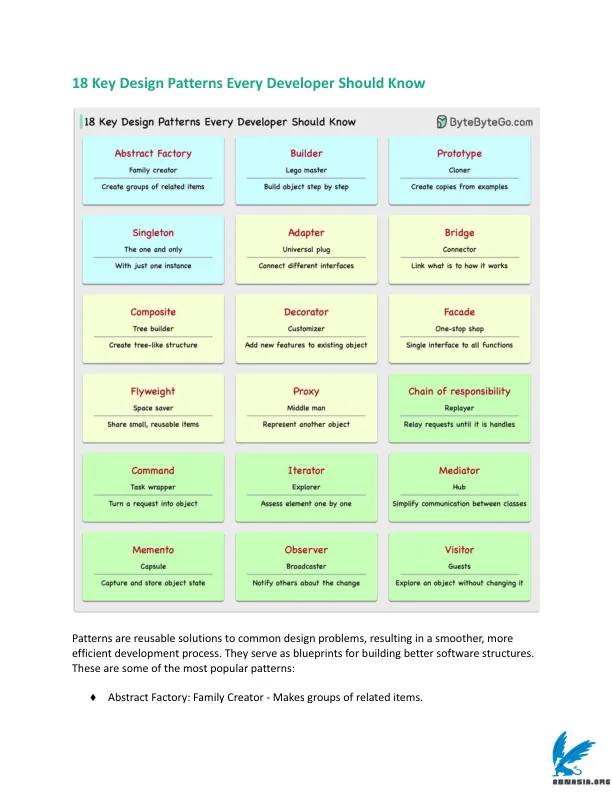 18 Key Design Patterns Every Developer Should Know
18 Key Design Patterns Every Developer Should Know
ByteByteGo.com
Abstract Factory
Family creator
Create groups of related items
Builder
Lego master
Build object step by step
Prototype
Cloner
Create copies from examples
Singleton
The one and only
With just one instance
Adapter
Universal plug
Connect different interfaces
Bridge
Connector
Link what is to how it works
Composite
Tree builder
Create tree-like structure
Decorator
Customizer
Add new features to existing object
Facade
One-stop shop
Single interface to all functions
Flyweight
Space saver
Share small, reusable items
Proxy
Middle man
Represent another object
Chain of responsibility
Replayer
Relay requests until it is handles
Command
Task wrapper
Turn a request into object
Iterator
Explorer
Assess element one by one
Mediator
Hub
Simplify communication between classes
Memento
Capsule
Capture and store object state
Observer
Broadcaster
Notify others about the change
Visitor
Guests
Explore an object without changing it
Patterns are reusable solutions to common design problems, resulting in a smoother, more
efficient development process. They serve as blueprints for building better software structures.
These are some of the most popular patterns:
♦ Abstract Factory: Family Creator - Makes groups of related items.
ABNASIA.ORG